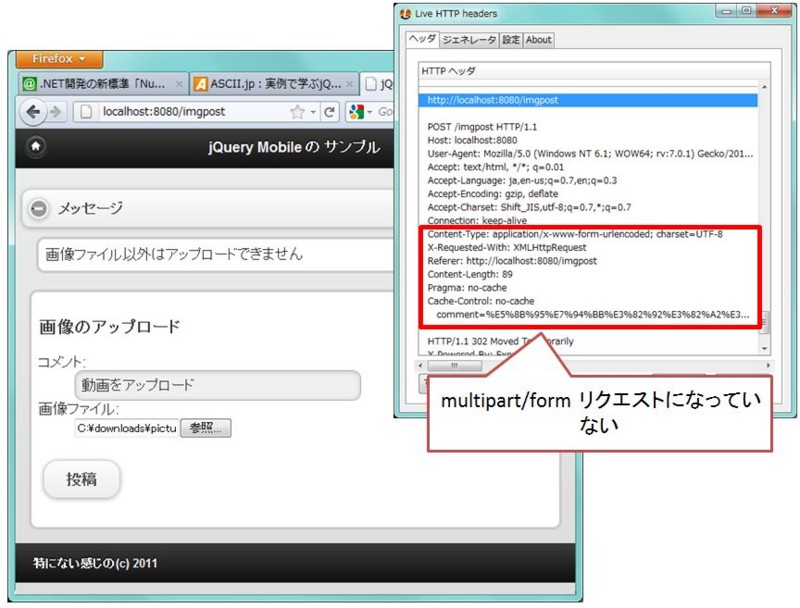 Firefox
.NET開発の新標準「Nu...
ASCII.jp：実例で学ぶjQ...
jQ
localhost:8080/imgpost
Go
jQuery Mobile の サンプル
メッセージ
画像ファイル以外はアップロードできません
画像のアップロード
コメント:
動画をアップロード
画像ファイル:
C:¥downloads¥pictu
参照...
投稿
特にない感じの(c) 2011
Live HTTP headers
ヘッダ
ジェネレータ
設定
About
HTTP ヘッダ
http://localhost:8080/imgpost
POST /imgpost HTTP/1.1
Host: localhost:8080
User-Agent: Mozilla/5.0 (Windows NT 6.1; WOW64; rv:7.0.1) Gecko/201...
Accept: text/html, */*; q=0.01
Accept-Language: ja,en-us;q=0.7,en;q=0.3
Accept-Encoding: gzip, deflate
Accept-Charset: Shift_JIS,utf-8;q=0.7,*;q=0.7
Connection: keep-alive
Content-Type: application/x-www-form-urlencoded; charset=UTF-8
X-Requested-With: XMLHttpRequest
Referer: http://localhost:8080/imgpost
Content-Length: 89
Pragma: no-cache
Cache-Control: no-cache
comment=%E5%8B%95%E7%94%BB%E3%82%92%E3%82%A2%E3...
HTTP/1.1 302 Moved T
orarily
multipart/form リクエストになってい
ない